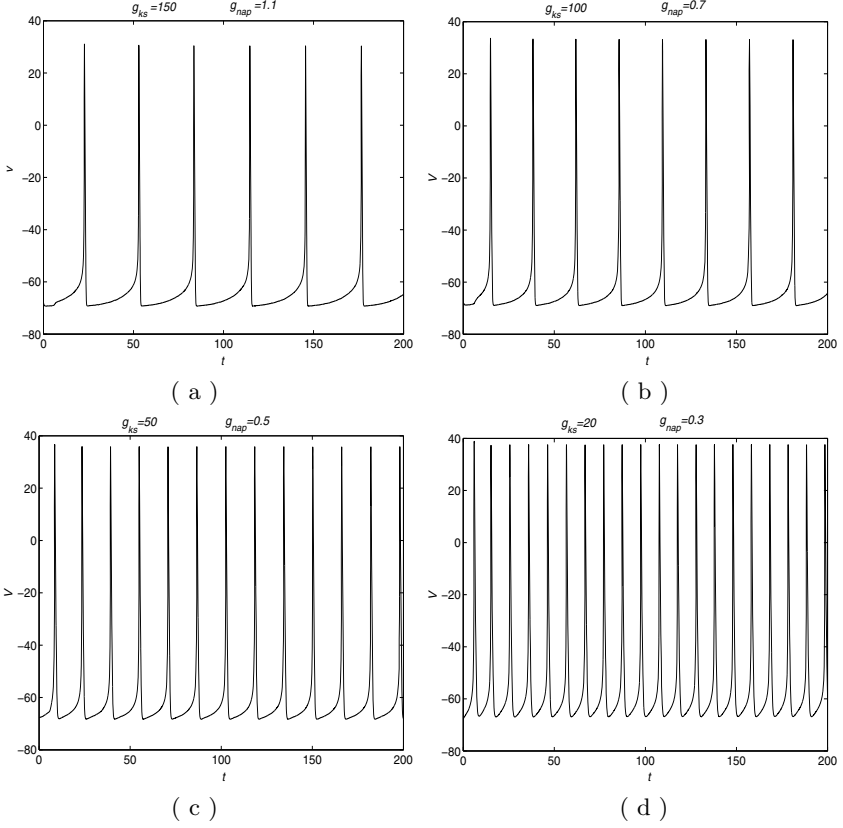 g_ks=150 g_nap=1.1
40
20
0
−20
−40
−60
−80
v
0 50 100 150 200
t
( a )
g_ks=100 g_nap=0.7
40
20
0
−20
−40
−60
−80
V
0 50 100 150 200
t
( b )
g_ks=50 g_nap=0.5
40
20
0
−20
−40
−60
−80
V
0 50 100 150 200
t
( c )
g_ks=20 g_nap=0.3
40
20
0
−20
−40
−60
−80
V
0 50 100 150 200
t
( d )